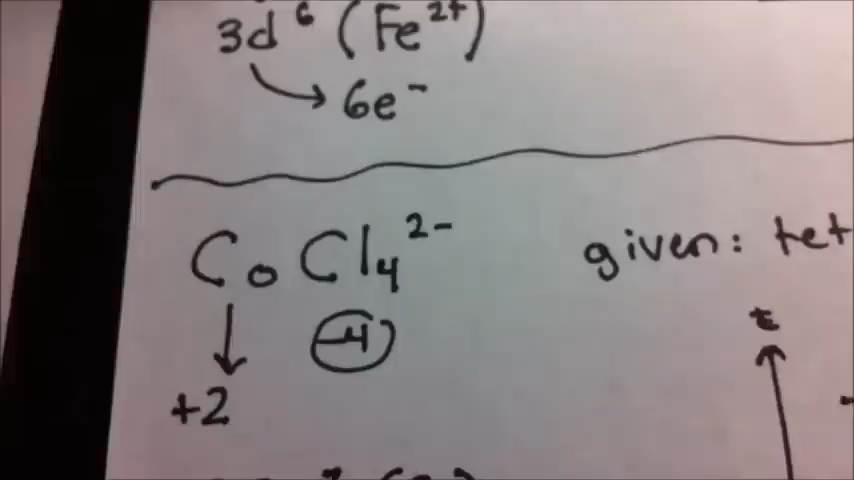 3d⁶ (Fe²⁺)
6e⁻
CoCl₄²⁻
given: tet
-4
E
+2